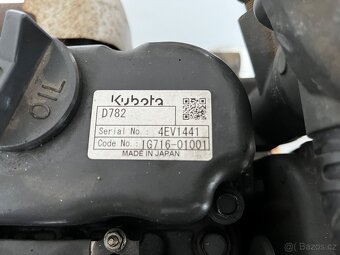 OIL
Kubota
D782
Serial No.: 4EV1441
Code No.: 1G716-01001
MADE IN JAPAN
©Bazos.cz